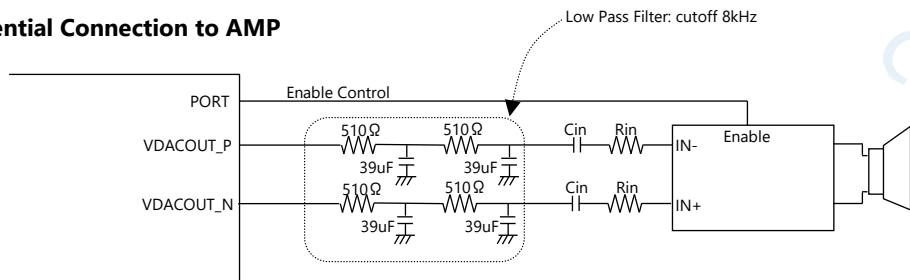 ential Connection to AMP
Low Pass Filter: cutoff 8kHz
PORT
Enable Control
VDACOUT_P
510Ω
510Ω
Cin
Rin
IN-
Enable
39uF
39uF
VDACOUT_N
510Ω
510Ω
Cin
Rin
IN+
39uF
39uF